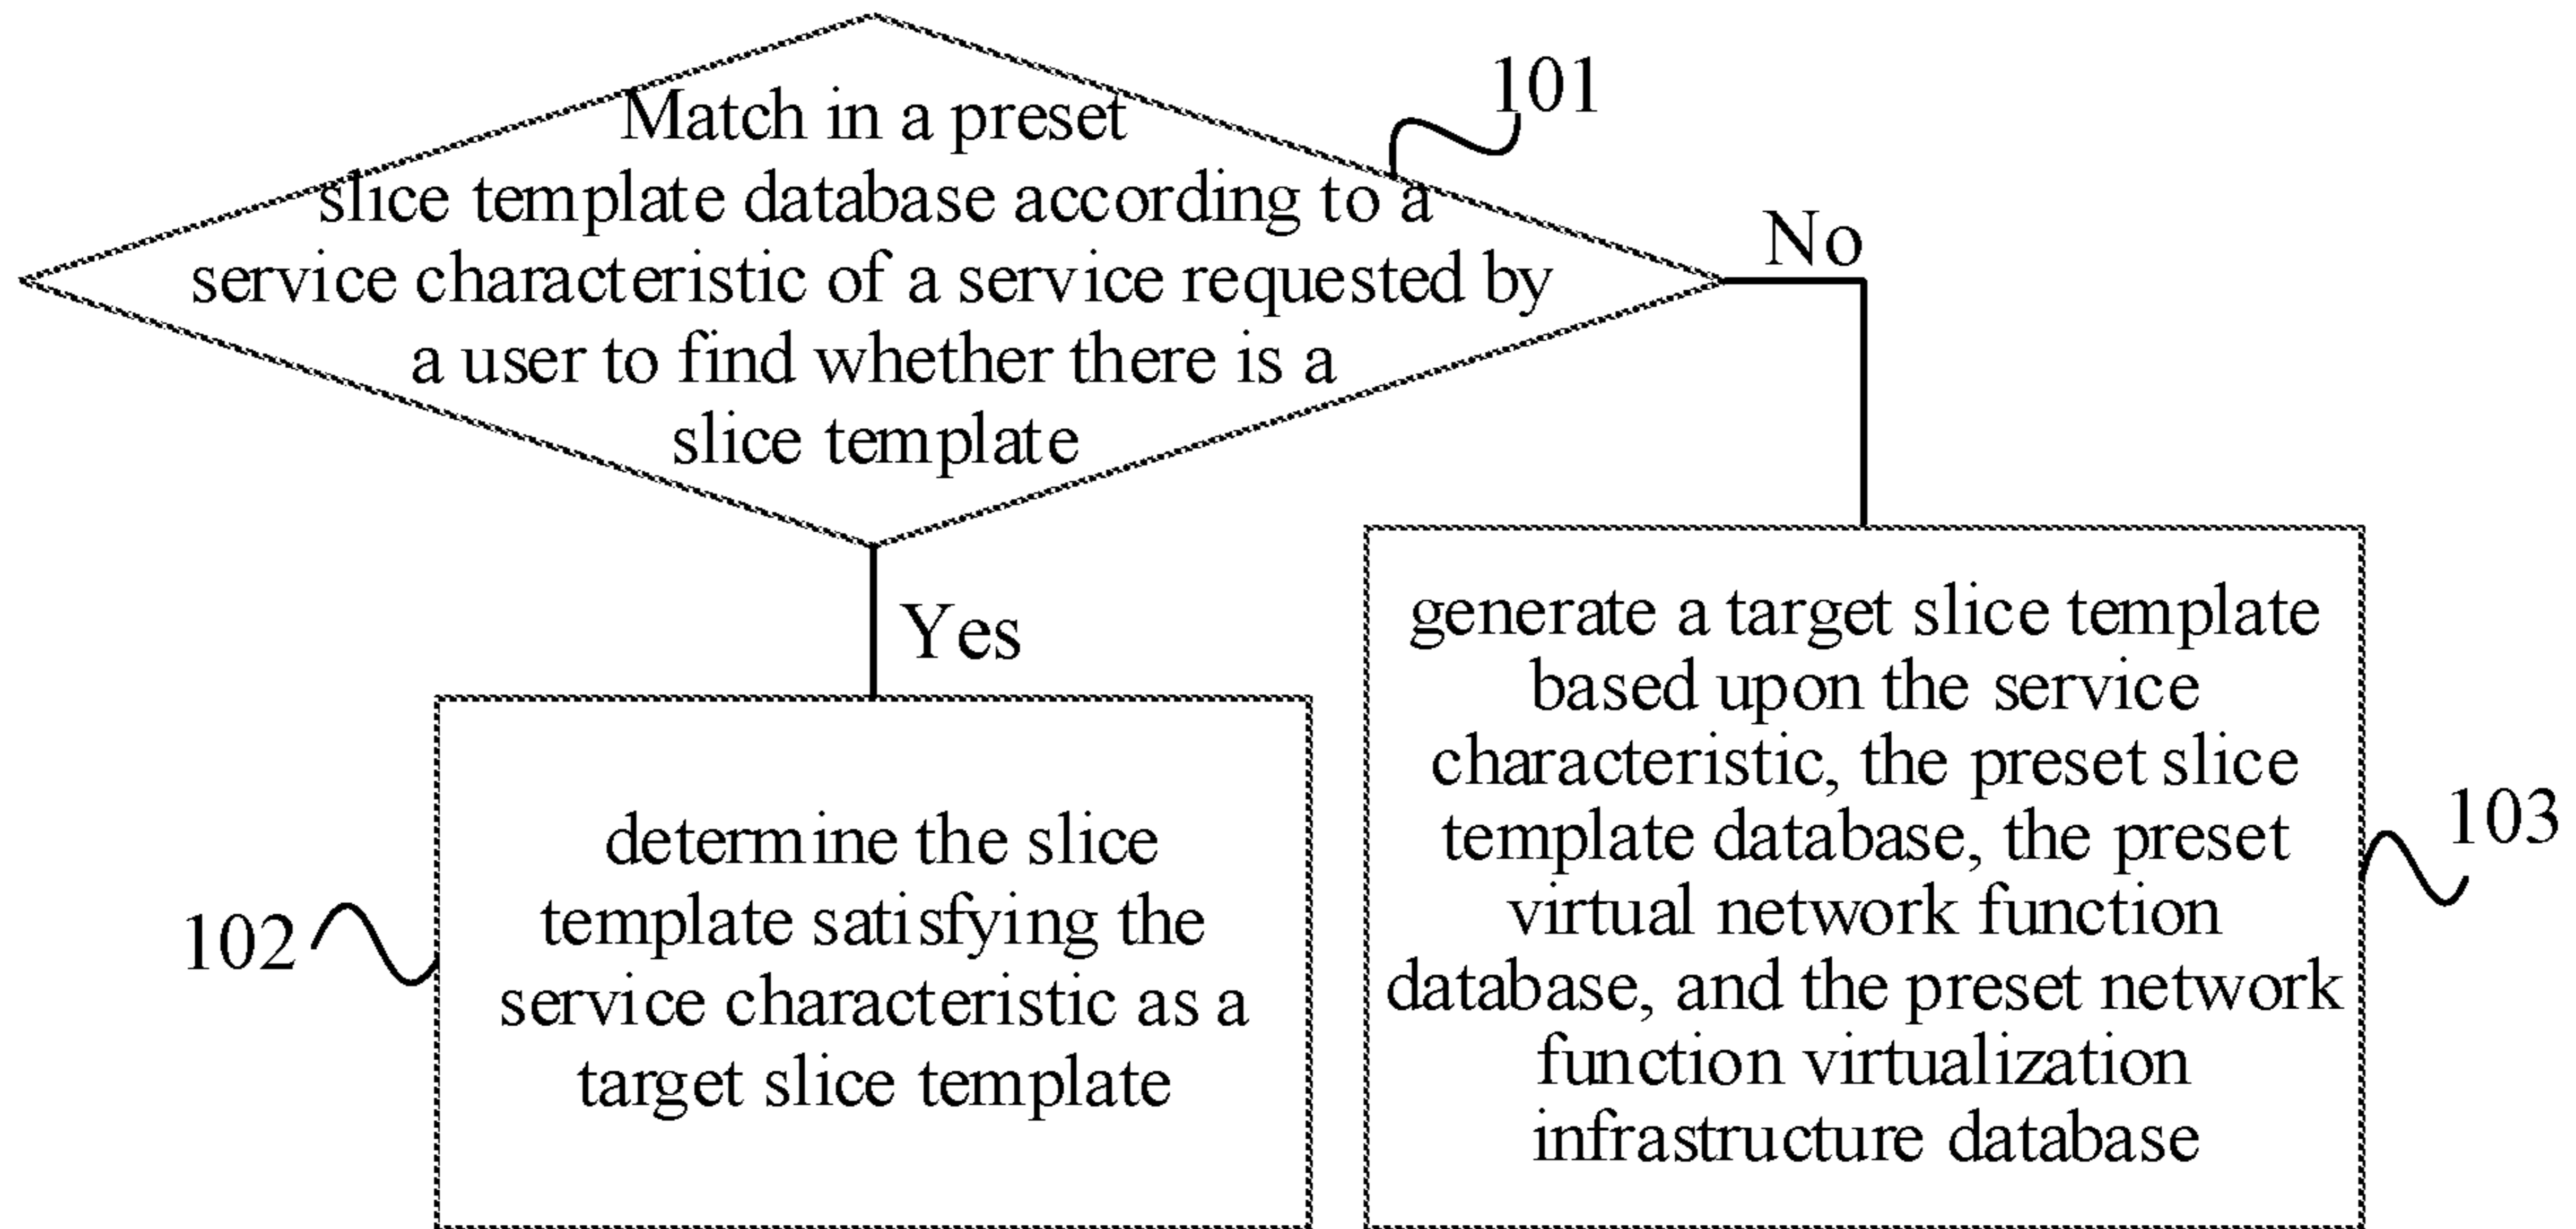 Match in a preset
slice template database according to a
service characteristic of a service requested by
a user to find whether there is a
slice template
101
No
Yes
generate a target slice template
based upon the service
characteristic, the preset slice
template database, the preset
virtual network function
database, and the preset network
function virtualization
infrastructure database
103
determine the slice
template satisfying the
service characteristic as a
target slice template
102